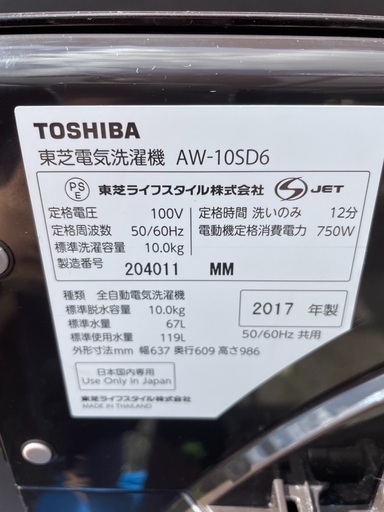 TOSHIBA
東芝電気洗濯機 AW-10SD6
PS E 東芝ライフスタイル株式会社 S JET
定格電圧 100V 定格時間 洗いのみ 12分
定格周波数 50/60Hz 電動機定格消費電力 750W
標準洗濯容量 10.0kg
製造番号 204011 MM
種類 全自動電気洗濯機
標準脱水容量 10.0kg 2017 年製
標準水量 67L
標準使用水量 119L 50/60Hz 共用
外形寸法mm 幅637 奥行609 高さ986
日本国内専用
Use Only in Japan
東芝ライフスタイル株式会社
MADE IN THAILAND